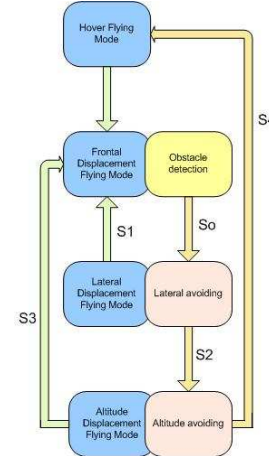 Hover Flying
Mode
S4
Frontal
Displacement
Flying Mode
Obstacle
detection
S1
So
Lateral
Displacement
Flying Mode
Lateral avoiding
S3
S2
Altitude
Displacement
Flying Mode
Altitude avoiding